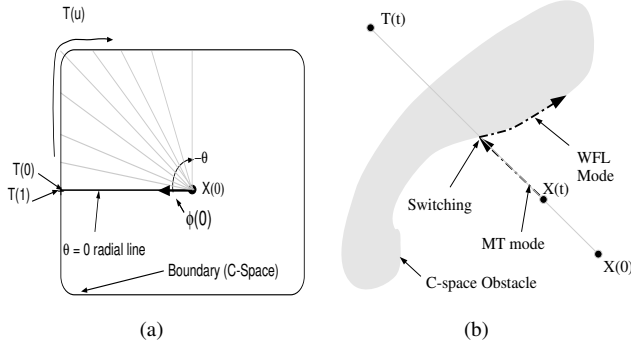 T(u)
T(0)
T(1)
-θ
X(0)
ϕ(0)
θ = 0 radial line
Boundary (C-Space)
(a)
T(t)
WFL
Mode
Switching
X(t)
MT mode
X(0)
C-space Obstacle
(b)